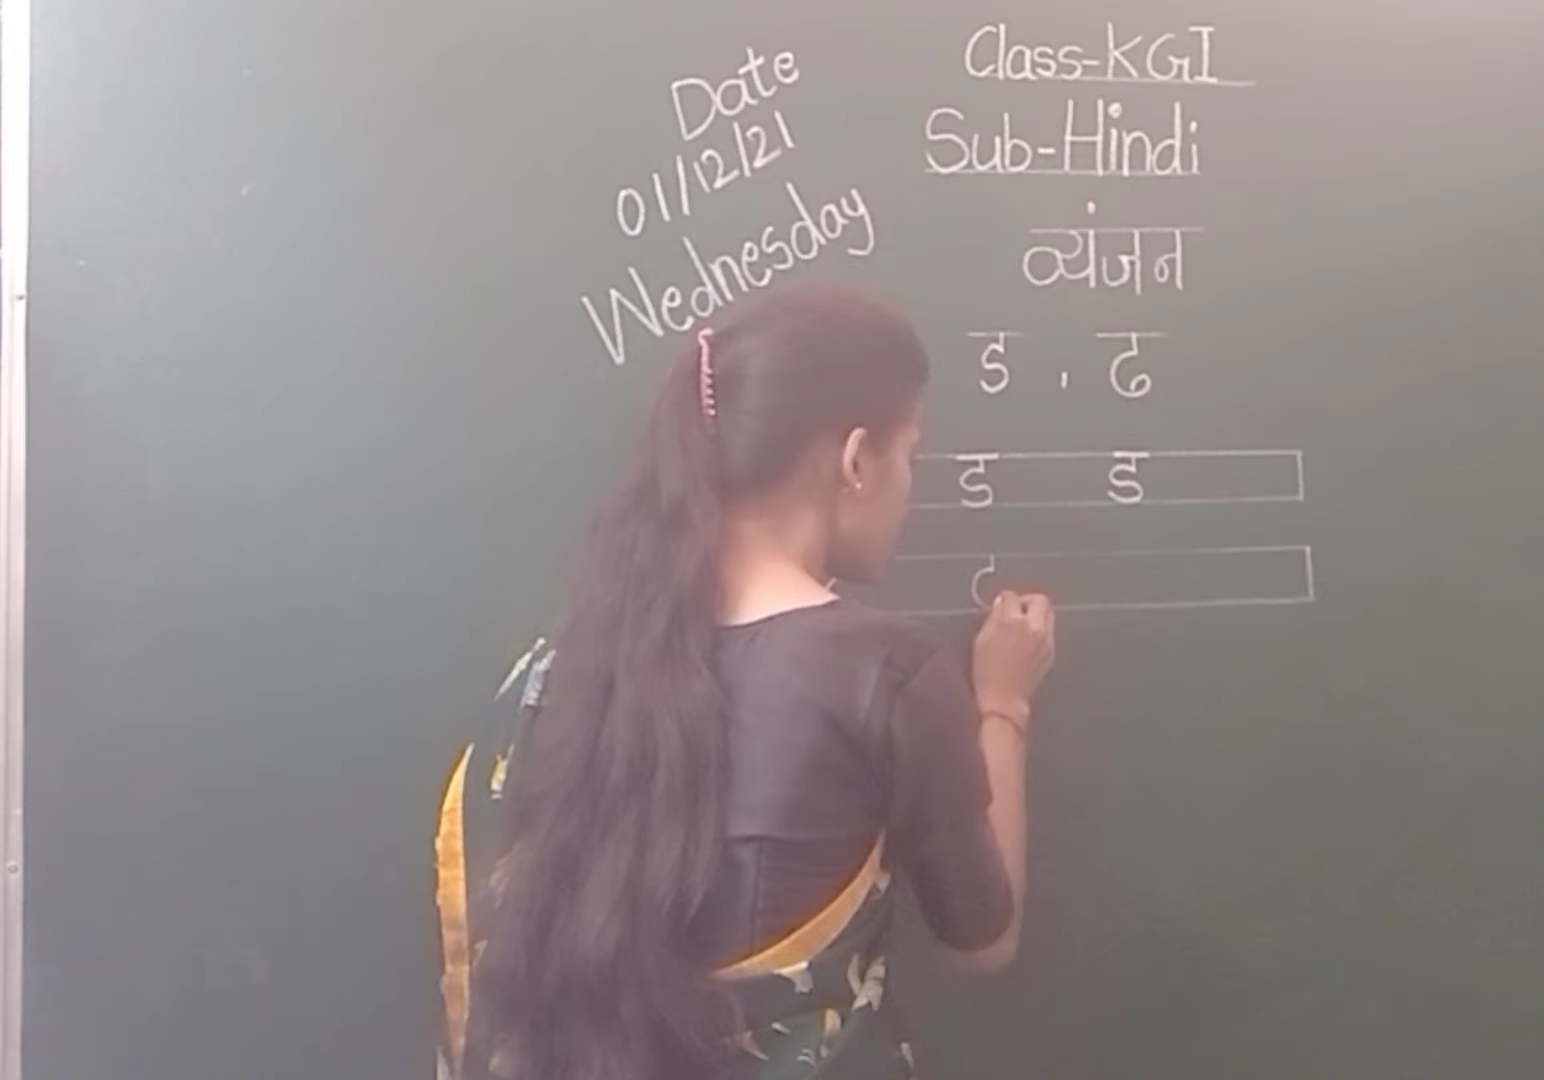 Class-KGI
Date
Sub-Hindi
01/12/21
Wednesday
व्यंजन
ड , ढ
ड ड